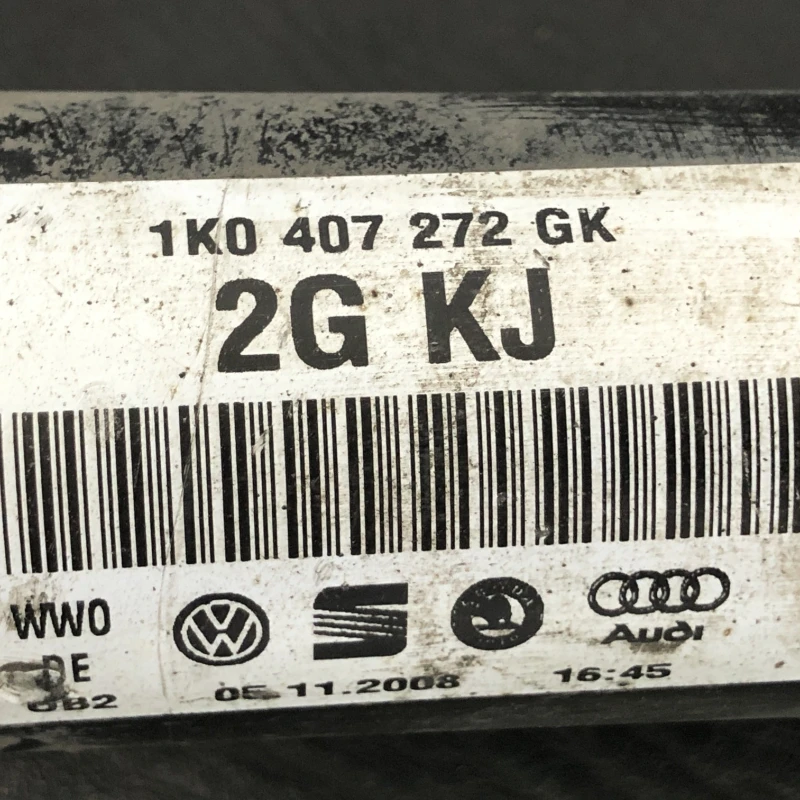 1K0 407 272 GK
2G KJ
WW0
DE
05.11.2008 16:45
Audi